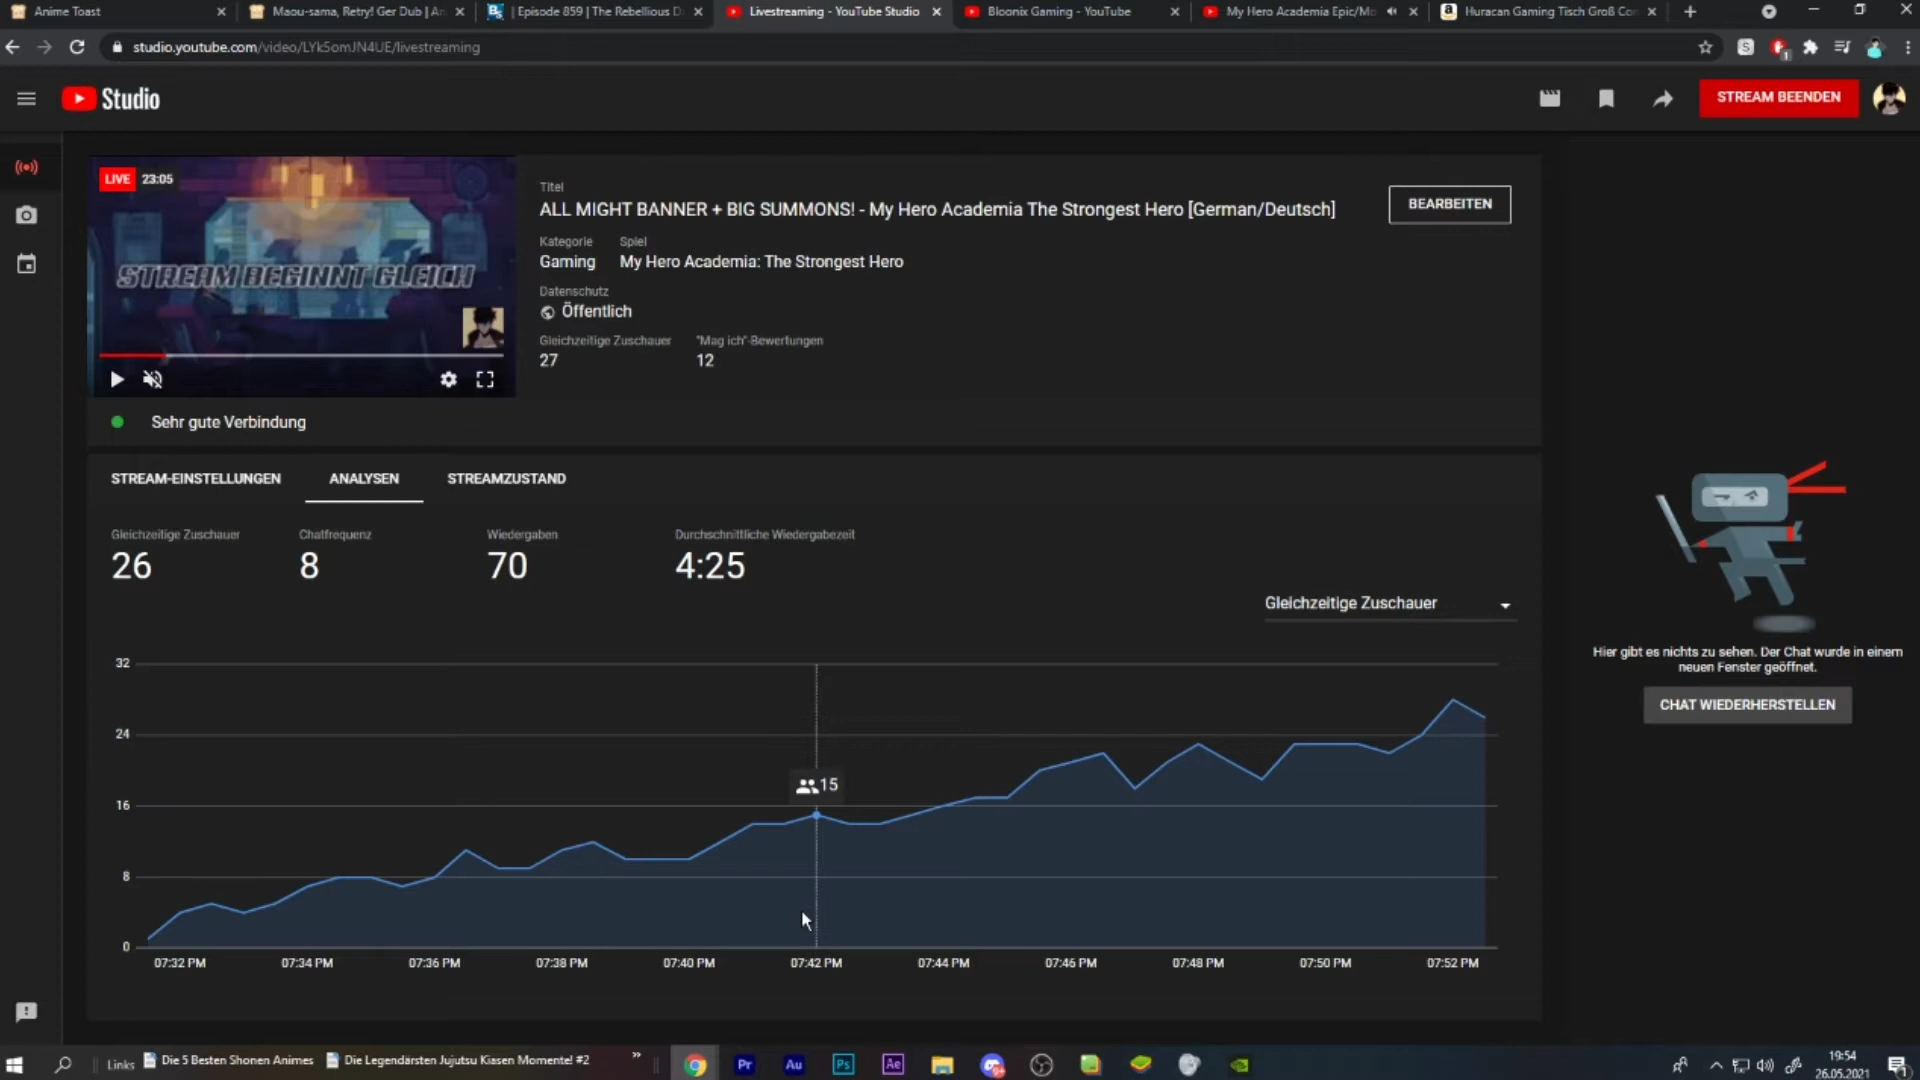 Anime Toast
Maou-sama, Retry! Ger Dub | An
| Episode 859 | The Rebellious D
Livestreaming - YouTube Studio
Bloonix Gaming - YouTube
My Hero Academia Epic/Mo
Huracan Gaming Tisch Groß Com
studio.youtube.com/video/LYk5omJN4UE/livestreaming
Studio
STREAM BEENDEN
LIVE 23:05
STREAM BEGINNT GLEICH
Titel
ALL MIGHT BANNER + BIG SUMMONS! - My Hero Academia The Strongest Hero [German/Deutsch]
BEARBEITEN
Kategorie Spiel
Gaming My Hero Academia: The Strongest Hero
Datenschutz
Öffentlich
Gleichzeitige Zuschauer "Mag ich"-Bewertungen
27 12
Sehr gute Verbindung
STREAM-EINSTELLUNGEN ANALYSEN STREAMZUSTAND
Gleichzeitige Zuschauer Chatfrequenz Wiedergaben Durchschnittliche Wiedergabezeit
26 8 70 4:25
Gleichzeitige Zuschauer
32
24
16
8
0
15
07:32 PM 07:34 PM 07:36 PM 07:38 PM 07:40 PM 07:42 PM 07:44 PM 07:46 PM 07:48 PM 07:50 PM 07:52 PM
Hier gibt es nichts zu sehen. Der Chat wurde in einem
neuen Fenster geöffnet.
CHAT WIEDERHERSTELLEN
Links Die 5 Besten Shonen Animes Die Legendärsten Jujutsu Kiasen Momente! #2
Pr Au Ps Ae
19:54
26.05.2021